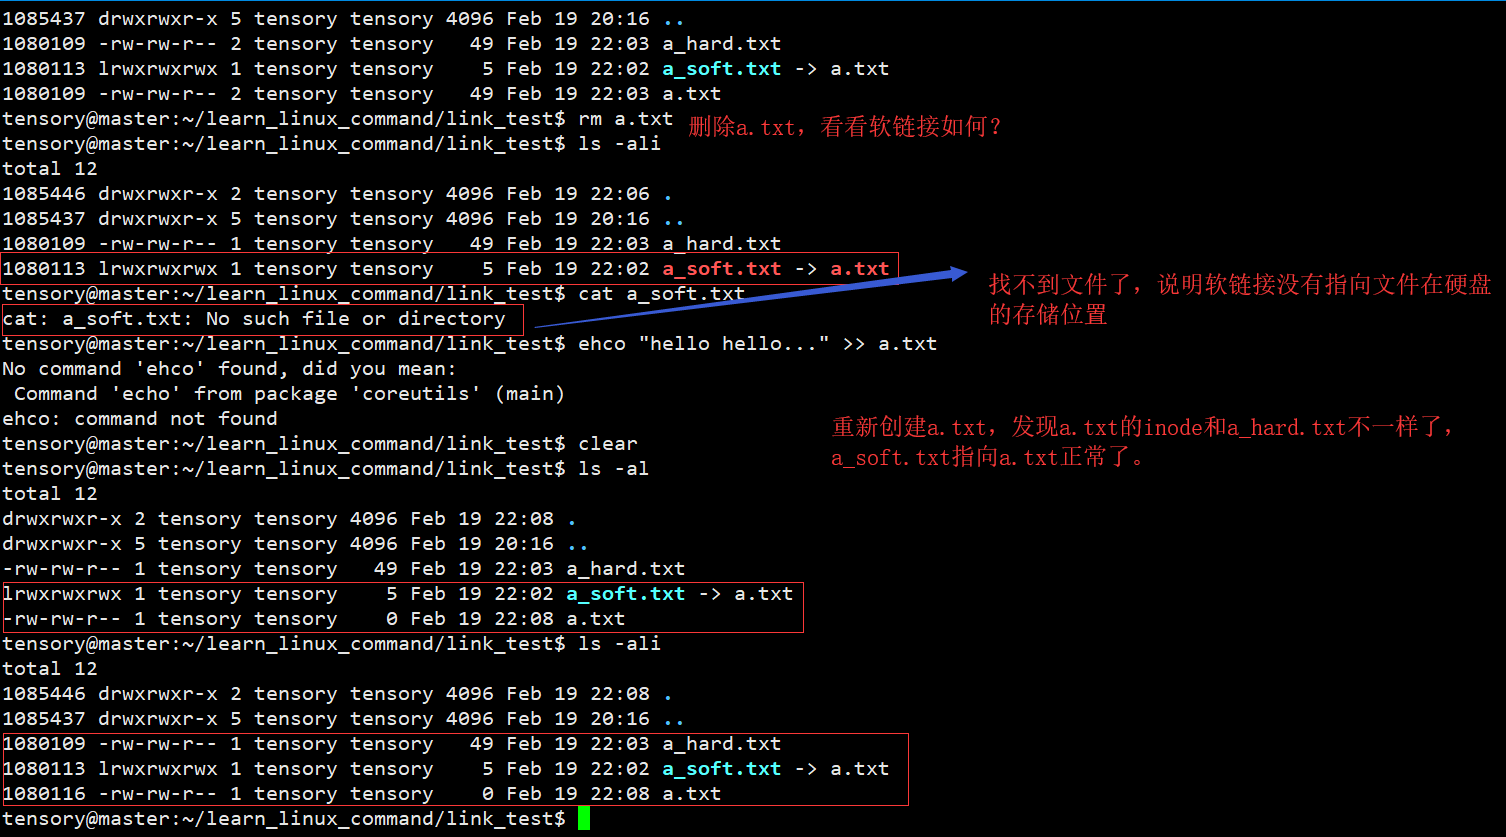 1085437 drwxrwxr-x 5 tensory tensory 4096 Feb 19 20:16 ..
1080109 -rw-rw-r-- 2 tensory tensory   49 Feb 19 22:03 a_hard.txt
1080113 lrwxrwxrwx 1 tensory tensory    5 Feb 19 22:02 a_soft.txt -> a.txt
1080109 -rw-rw-r-- 2 tensory tensory   49 Feb 19 22:03 a.txt
tensory@master:~/learn_linux_command/link_test$ rm a.txt
删除a.txt，看看软链接如何？
tensory@master:~/learn_linux_command/link_test$ ls -ali
total 12
1085446 drwxrwxr-x 2 tensory tensory 4096 Feb 19 22:06 .
1085437 drwxrwxr-x 5 tensory tensory 4096 Feb 19 20:16 ..
1080109 -rw-rw-r-- 1 tensory tensory   49 Feb 19 22:03 a_hard.txt
1080113 lrwxrwxrwx 1 tensory tensory    5 Feb 19 22:02 a_soft.txt -> a.txt
tensory@master:~/learn_linux_command/link_test$ cat a_soft.txt
cat: a_soft.txt: No such file or directory
找不到文件了，说明软链接没有指向文件在硬盘
的存储位置
tensory@master:~/learn_linux_command/link_test$ ehco "hello hello..." >> a.txt
No command 'ehco' found, did you mean:
 Command 'echo' from package 'coreutils' (main)
ehco: command not found
tensory@master:~/learn_linux_command/link_test$ clear
重新创建a.txt，发现a.txt的inode和a_hard.txt不一样了，
a_soft.txt指向a.txt正常了。
tensory@master:~/learn_linux_command/link_test$ ls -al
total 12
drwxrwxr-x 2 tensory tensory 4096 Feb 19 22:08 .
drwxrwxr-x 5 tensory tensory 4096 Feb 19 20:16 ..
-rw-rw-r-- 1 tensory tensory   49 Feb 19 22:03 a_hard.txt
lrwxrwxrwx 1 tensory tensory    5 Feb 19 22:02 a_soft.txt -> a.txt
-rw-rw-r-- 1 tensory tensory    0 Feb 19 22:08 a.txt
tensory@master:~/learn_linux_command/link_test$ ls -ali
total 12
1085446 drwxrwxr-x 2 tensory tensory 4096 Feb 19 22:08 .
1085437 drwxrwxr-x 5 tensory tensory 4096 Feb 19 20:16 ..
1080109 -rw-rw-r-- 1 tensory tensory   49 Feb 19 22:03 a_hard.txt
1080113 lrwxrwxrwx 1 tensory tensory    5 Feb 19 22:02 a_soft.txt -> a.txt
1080116 -rw-rw-r-- 1 tensory tensory    0 Feb 19 22:08 a.txt
tensory@master:~/learn_linux_command/link_test$